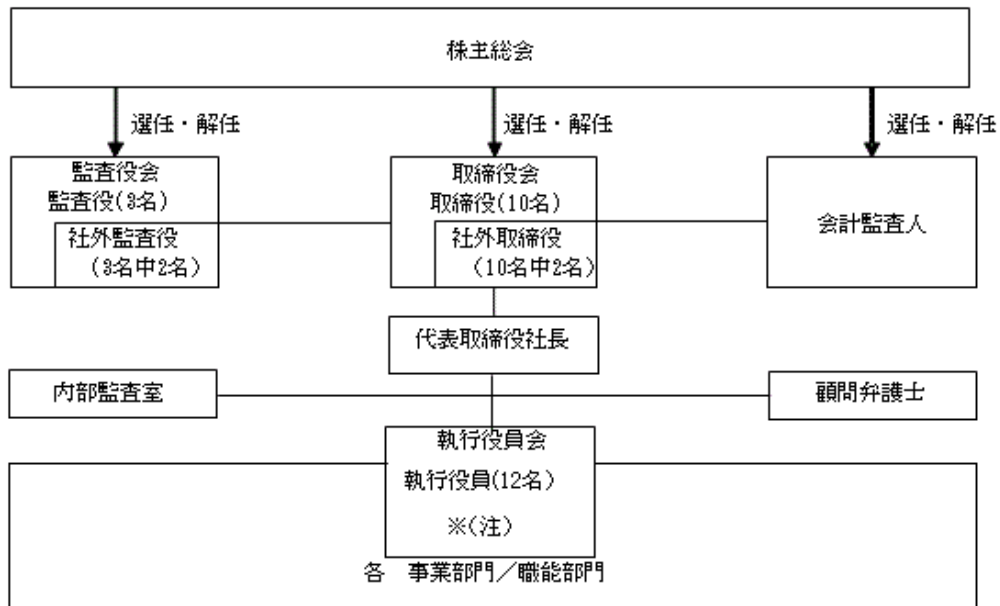 株主総会
選任・解任
選任・解任
選任・解任
監査役会
監査役(3名)
社外監査役
(3名中2名)
取締役会
取締役(10名)
社外取締役
(10名中2名)
会計監査人
代表取締役社長
内部監査室
顧問弁護士
執行役員会
執行役員(12名)
※(注)
各　事業部門／職能部門